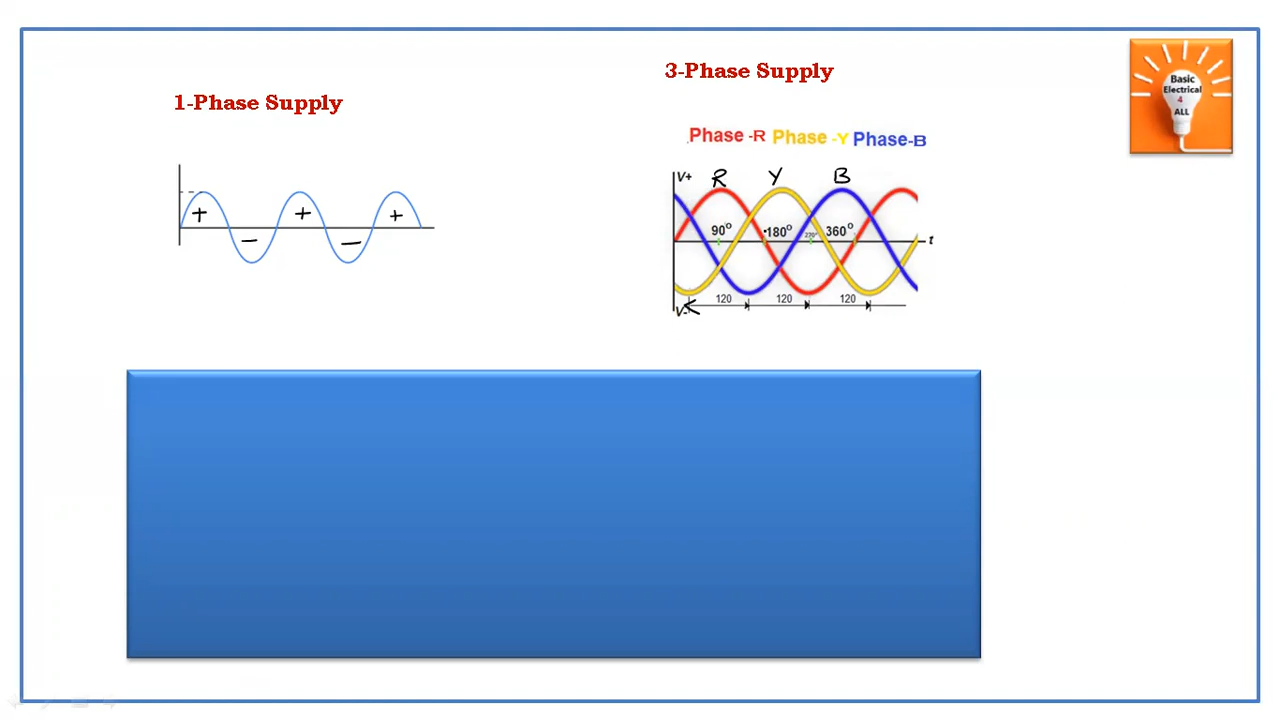 1-Phase Supply
+ + +
− −
3-Phase Supply
Phase -R Phase -Y Phase-B
V+ R Y B
90° 180° 270° 360° t
120 120 120
V-
Basic
Electrical
4
ALL